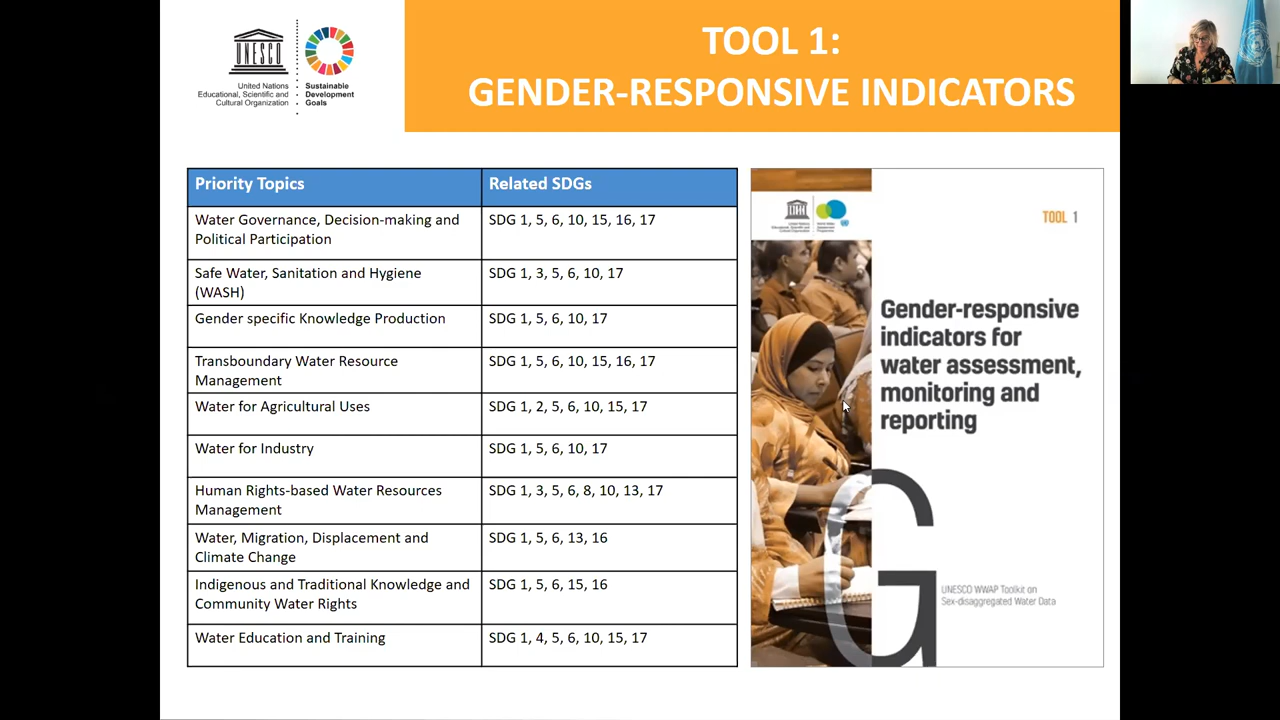 UNESCO
United Nations
Educational, Scientific and
Cultural Organization
Sustainable
Development
Goals
TOOL 1:
GENDER-RESPONSIVE INDICATORS
Priority Topics
Related SDGs
Water Governance, Decision-making and
Political Participation
SDG 1, 5, 6, 10, 15, 16, 17
Safe Water, Sanitation and Hygiene
(WASH)
SDG 1, 3, 5, 6, 10, 17
Gender specific Knowledge Production
SDG 1, 5, 6, 10, 17
Transboundary Water Resource
Management
SDG 1, 5, 6, 10, 15, 16, 17
Water for Agricultural Uses
SDG 1, 2, 5, 6, 10, 15, 17
Water for Industry
SDG 1, 5, 6, 10, 17
Human Rights-based Water Resources
Management
SDG 1, 3, 5, 6, 8, 10, 13, 17
Water, Migration, Displacement and
Climate Change
SDG 1, 5, 6, 13, 16
Indigenous and Traditional Knowledge and
Community Water Rights
SDG 1, 5, 6, 15, 16
Water Education and Training
SDG 1, 4, 5, 6, 10, 15, 17
TOOL 1
Gender-responsive
indicators for
water assessment,
monitoring and
reporting
G
UNESCO WWAP Toolkit on
Sex-disaggregated Water Data